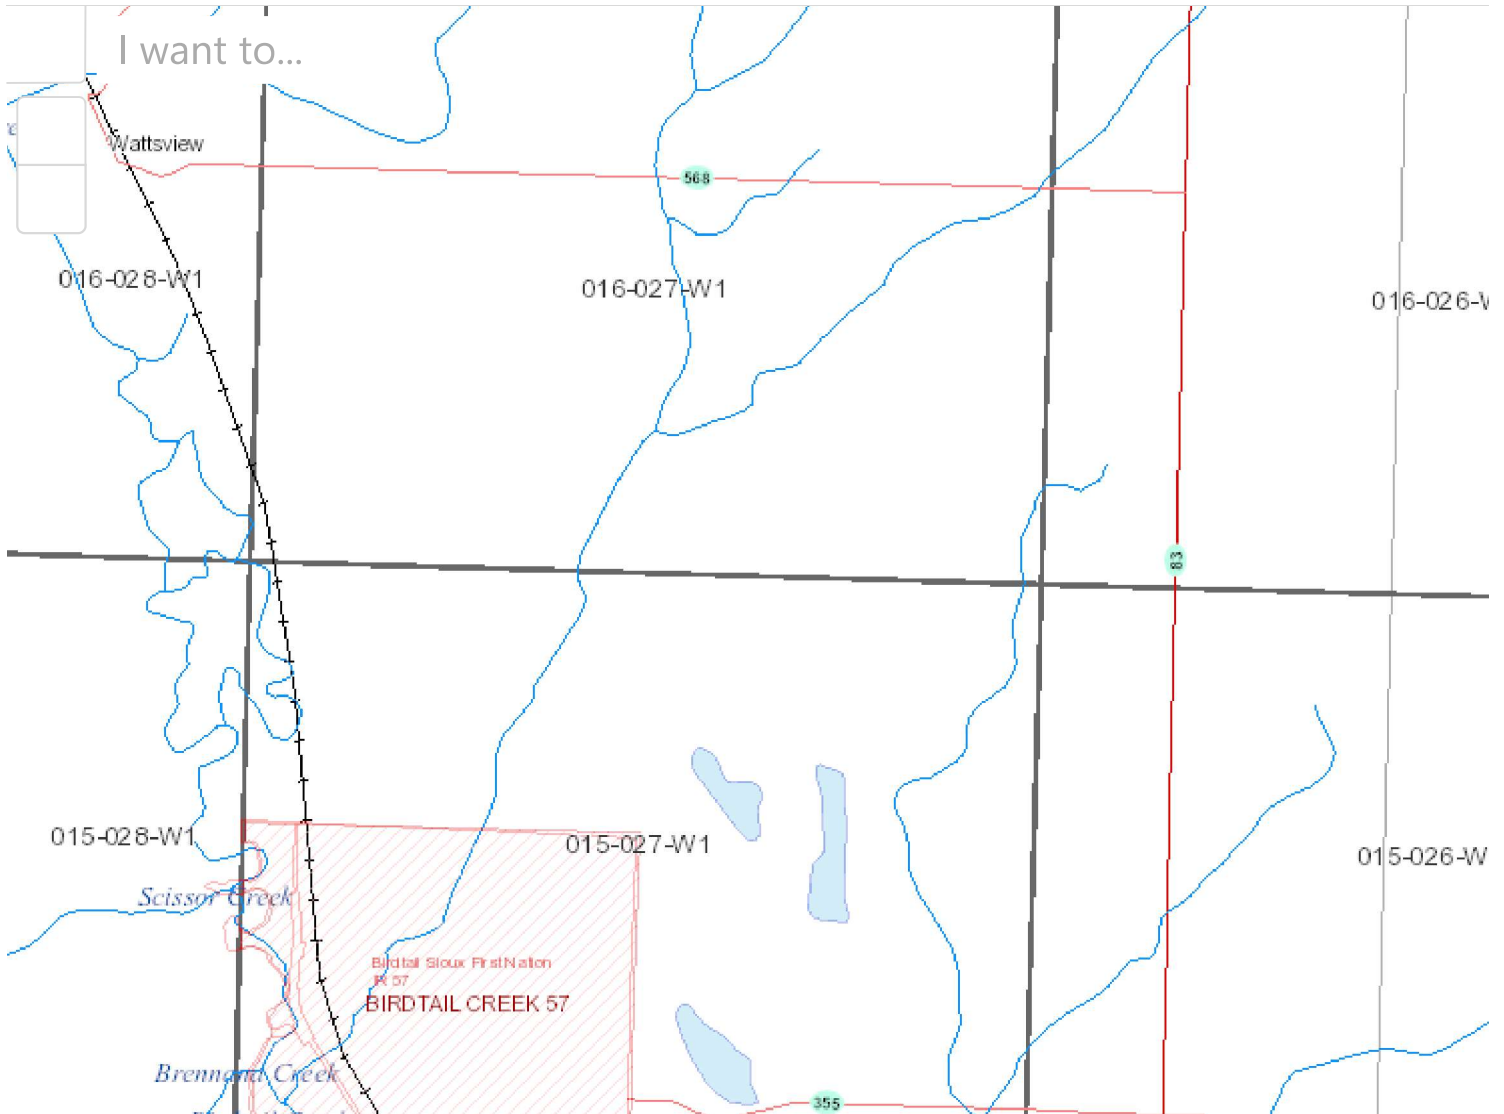 I want to...
Wattsview
568
016-028-W1
016-027-W1
016-026-W
83
015-028-W1
015-027-W1
015-026-W
Scissor Creek
Birdtail Sioux First Nation
IR 57
BIRDTAIL CREEK 57
Brennand Creek
355